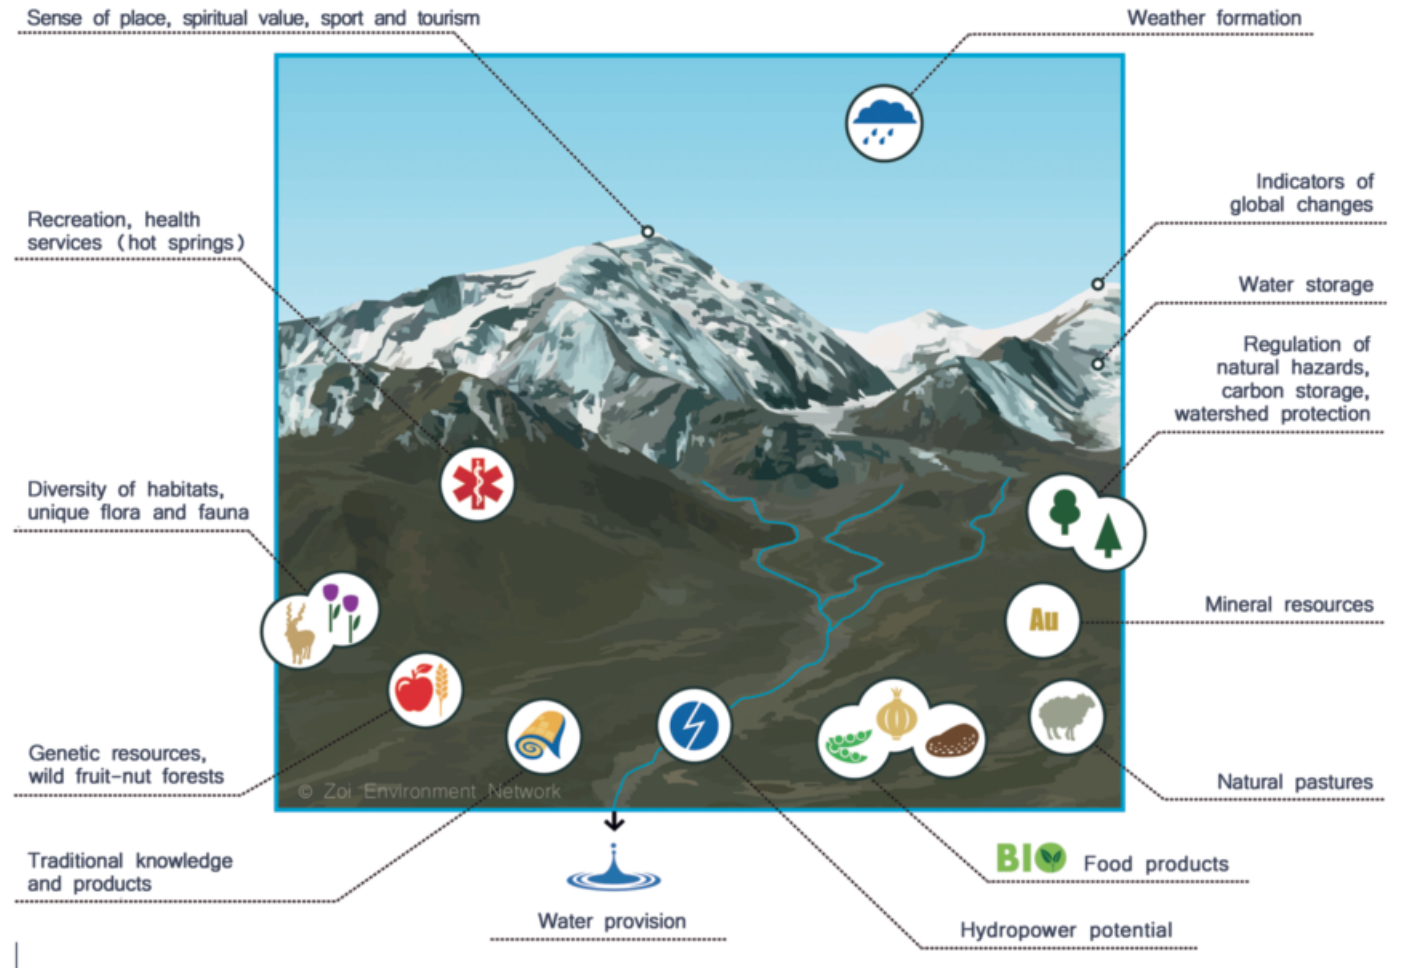 Sense of place, spiritual value, sport and tourism
Weather formation
Indicators of
global changes
Recreation, health
services (hot springs)
Water storage
Regulation of
natural hazards,
carbon storage,
watershed protection
Diversity of habitats,
unique flora and fauna
Mineral resources
Au
Genetic resources,
wild fruit-nut forests
Natural pastures
© Zoi Environment Network
Traditional knowledge
and products
BIO Food products
Water provision
Hydropower potential